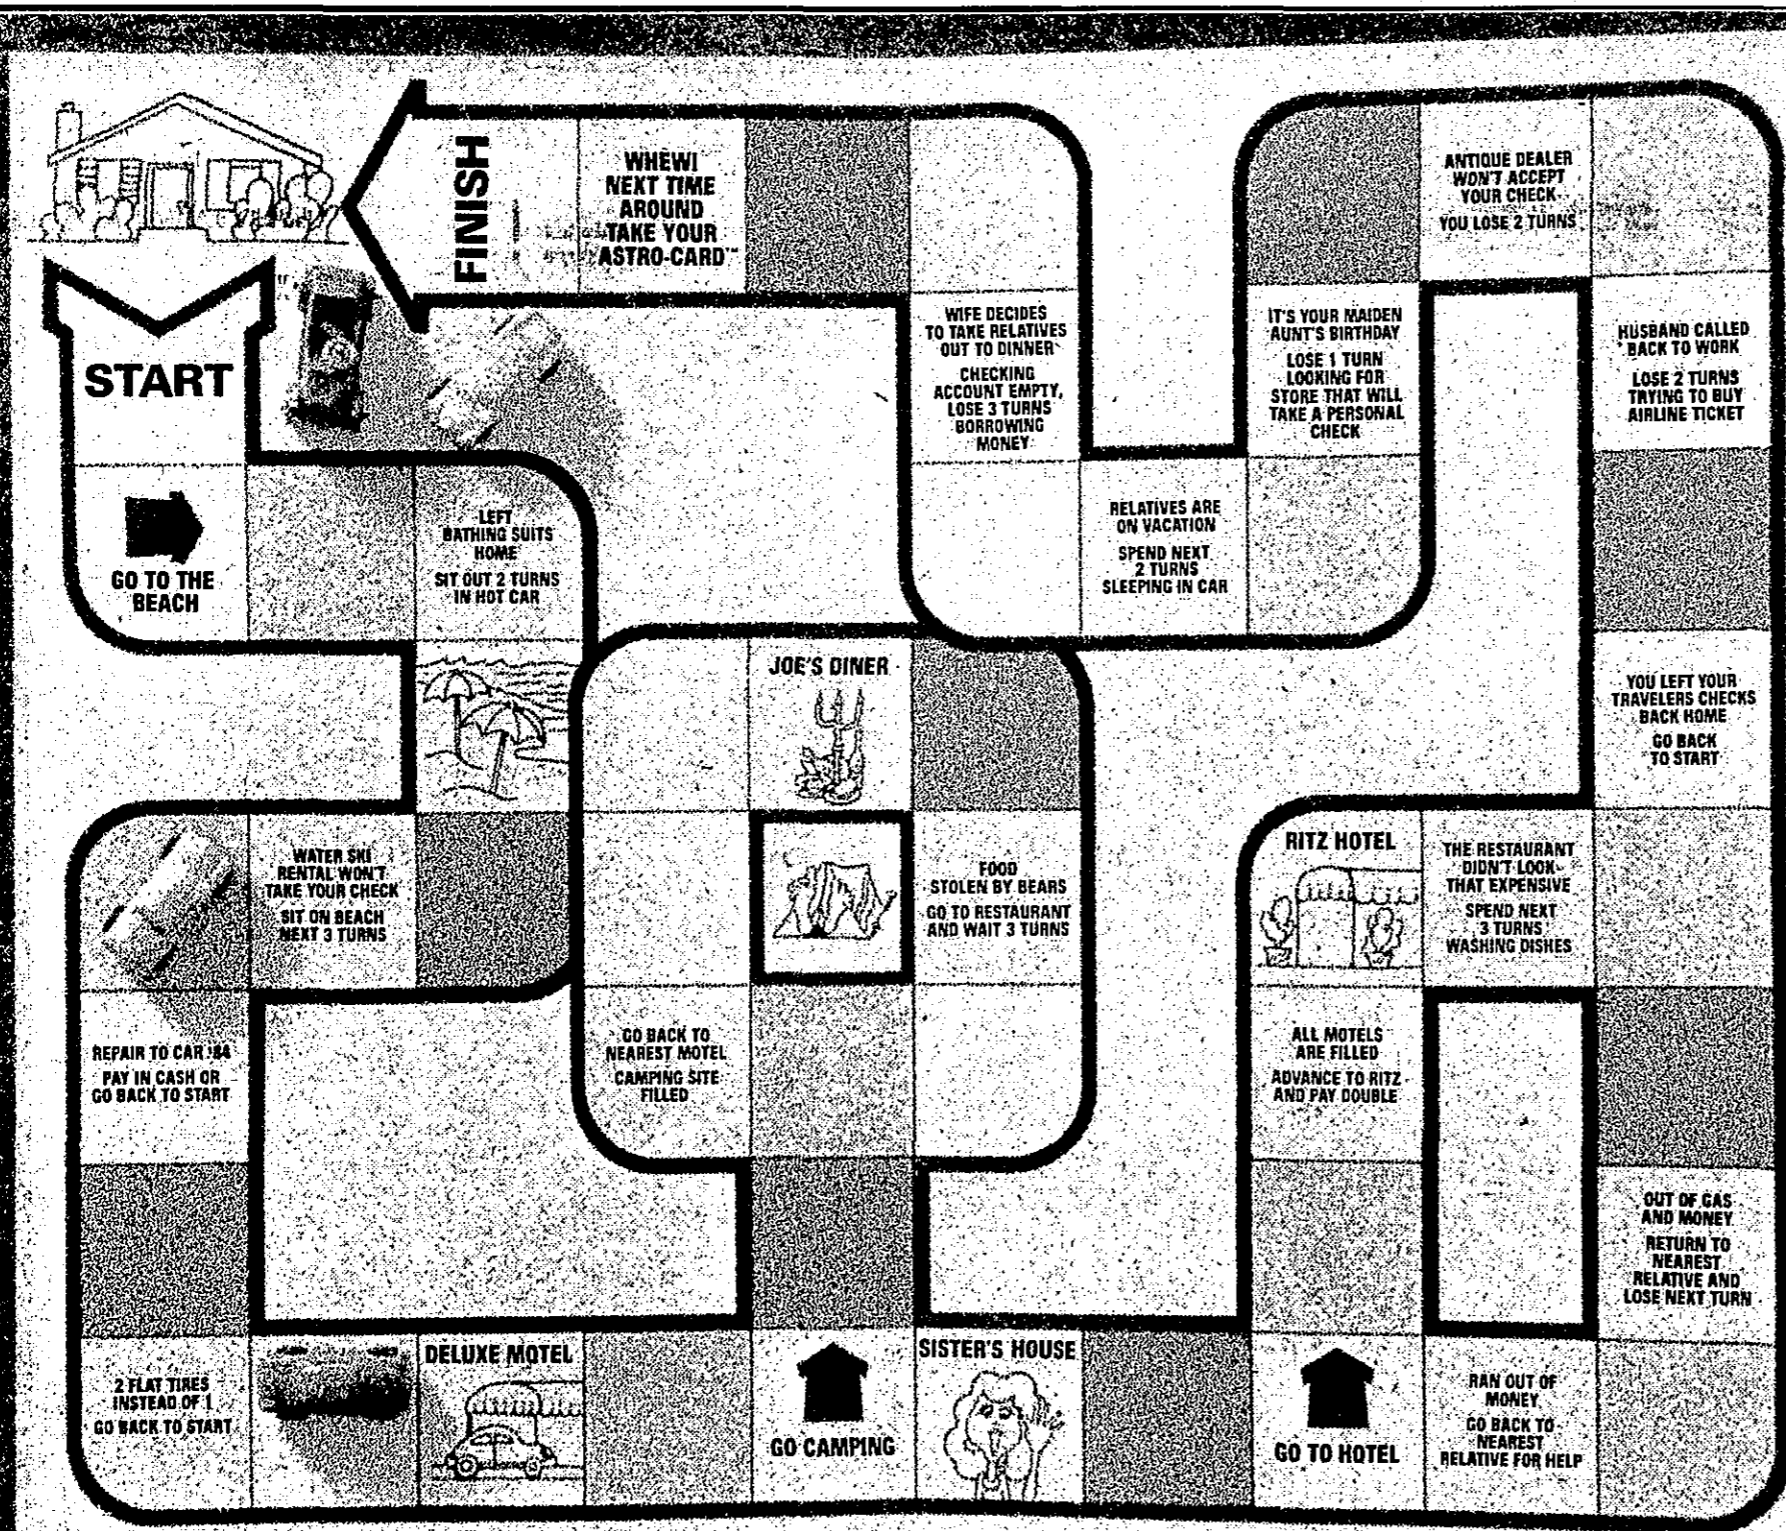 START
GO TO THE
BEACH
LEFT
BATHING SUITS
HOME
SIT OUT 2 TURNS
IN HOT CAR
WATER SKI
RENTAL WON'T
TAKE YOUR CHECK
SIT ON BEACH
NEXT 3 TURNS
REPAIR TO CAR $84
PAY IN CASH OR
GO BACK TO START
2 FLAT TIRES
INSTEAD OF 1
GO BACK TO START
DELUXE MOTEL
GO CAMPING
GO BACK TO
NEAREST MOTEL
CAMPING SITE
FILLED
JOE'S DINER
FOOD
STOLEN BY BEARS
GO TO RESTAURANT
AND WAIT 3 TURNS
SISTER'S HOUSE
GO TO HOTEL
ALL MOTELS
ARE FILLED
ADVANCE TO RITZ
AND PAY DOUBLE
RITZ HOTEL
THE RESTAURANT
DIDN'T LOOK
THAT EXPENSIVE
SPEND NEXT
3 TURNS
WASHING DISHES
RAN OUT OF
MONEY
GO BACK TO
NEAREST
RELATIVE FOR HELP
OUT OF GAS
AND MONEY
RETURN TO
NEAREST
RELATIVE AND
LOSE NEXT TURN
YOU LEFT YOUR
TRAVELERS CHECKS
BACK HOME
GO BACK
TO START
HUSBAND CALLED
BACK TO WORK
LOSE 2 TURNS
TRYING TO BUY
AIRLINE TICKET
ANTIQUE DEALER
WON'T ACCEPT
YOUR CHECK
YOU LOSE 2 TURNS
IT'S YOUR MAIDEN
AUNT'S BIRTHDAY
LOSE 1 TURN
LOOKING FOR
STORE THAT WILL
TAKE A PERSONAL
CHECK
RELATIVES ARE
ON VACATION
SPEND NEXT
2 TURNS
SLEEPING IN CAR
WIFE DECIDES
TO TAKE RELATIVES
OUT TO DINNER
CHECKING
ACCOUNT EMPTY,
LOSE 3 TURNS
BORROWING
MONEY
WHEW!
NEXT TIME
AROUND
TAKE YOUR
ASTRO-CARD™
FINISH